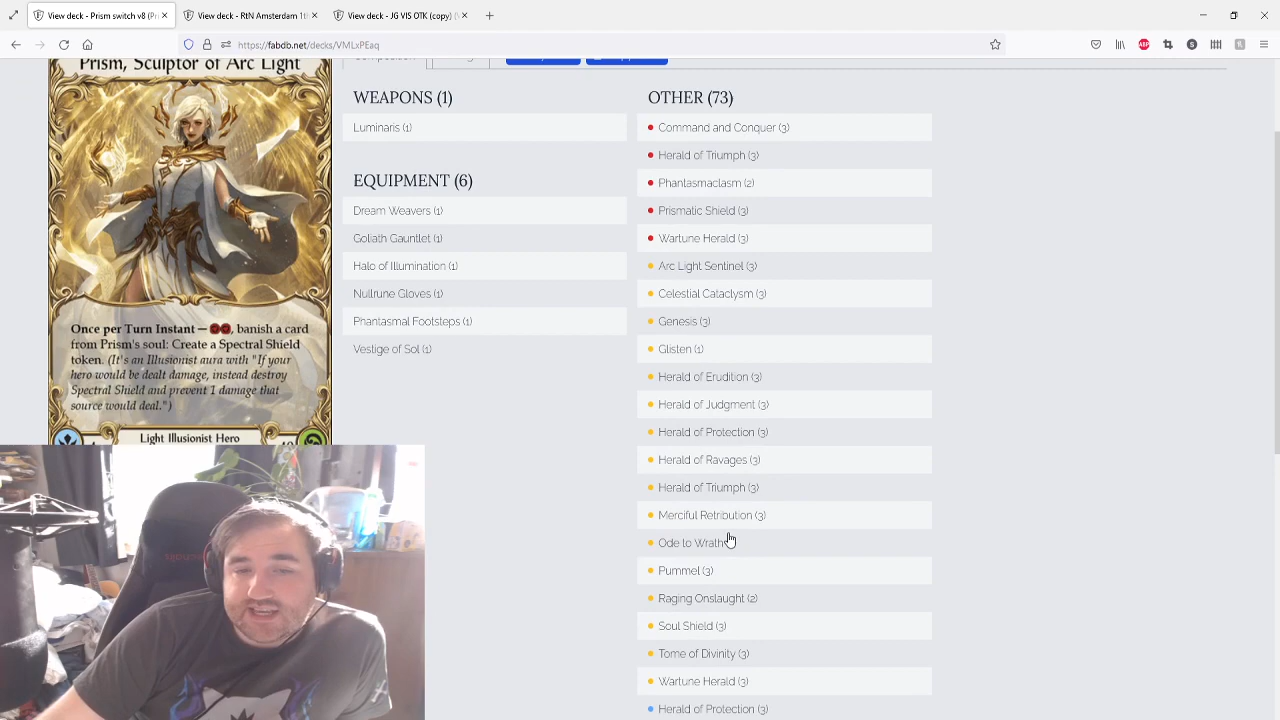 View deck - Prism switch v8 (Pri
View deck - RtN Amsterdam 1th
View deck - JG VIS OTK (copy) (V
https://fabdb.net/decks/VMLxPEaq
Prism, Sculptor of Arc Light
Once per Turn Instant — , banish a card
from Prism's soul: Create a Spectral Shield
token. (It's an Illusionist aura with "If your
hero would be dealt damage, instead destroy
Spectral Shield and prevent 1 damage that
source would deal.")
Light Illusionist Hero
WEAPONS (1)
Luminaris (1)
EQUIPMENT (6)
Dream Weavers (1)
Goliath Gauntlet (1)
Halo of Illumination (1)
Nullrune Gloves (1)
Phantasmal Footsteps (1)
Vestige of Sol (1)
OTHER (73)
Command and Conquer (3)
Herald of Triumph (3)
Phantasmaclasm (2)
Prismatic Shield (3)
Wartune Herald (3)
Arc Light Sentinel (3)
Celestial Cataclysm (3)
Genesis (3)
Glisten (1)
Herald of Erudition (3)
Herald of Judgment (3)
Herald of Protection (3)
Herald of Ravages (3)
Herald of Triumph (3)
Merciful Retribution (3)
Ode to Wrath
Pummel (3)
Raging Onslaught (2)
Soul Shield (3)
Tome of Divinity (3)
Wartune Herald (3)
Herald of Protection (3)